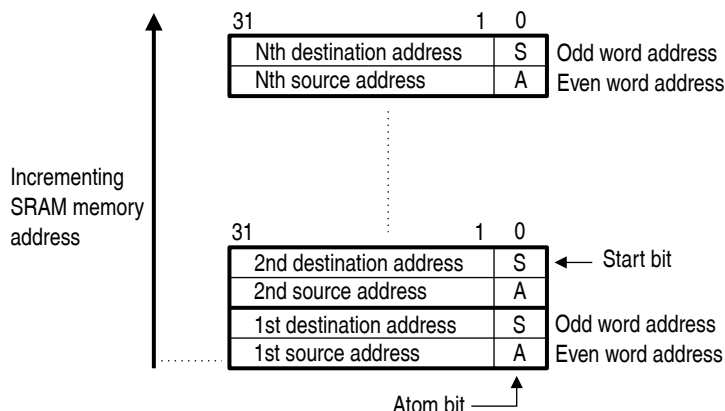 31 1 0
Nth destination address S Odd word address
Nth source address A Even word address
Incrementing
SRAM memory
address
31 1 0
2nd destination address S Start bit
2nd source address A
1st destination address S Odd word address
1st source address A Even word address
Atom bit